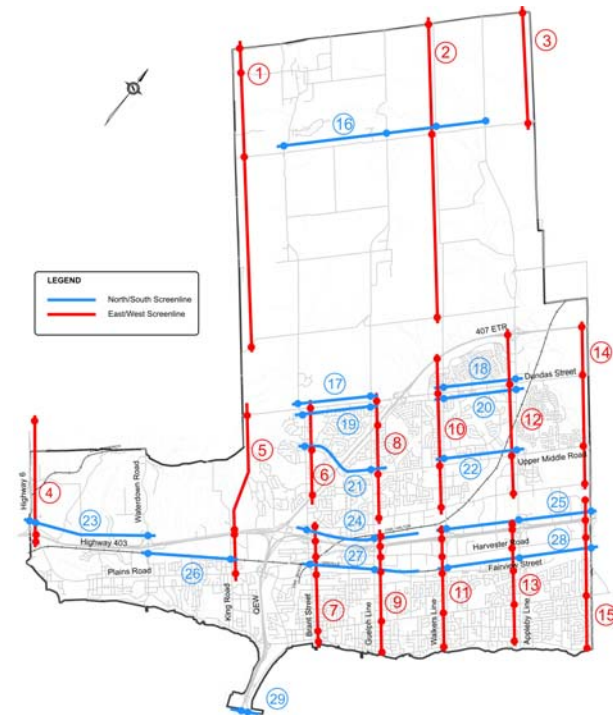 1
2
3
16
LEGEND
North/South Screenline
East/West Screenline
407 ETR
14
18
Dundas Street
17
19
20
12
5
8
10
6
21
22
Upper Middle Road
Highway 6
4
Waterdown Road
23
24
25
Highway 403
27
Harvester Road
28
Plains Road
26
Fairview Street
King Road
QEW
Brant Street
7
Guelph Line
9
Walkers Line
11
13
Appleby Line
15
29